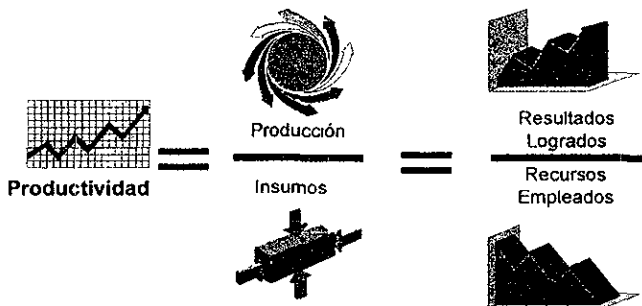 Productividad
=
Producción
Insumos
=
Resultados
Logrados
Recursos
Empleados